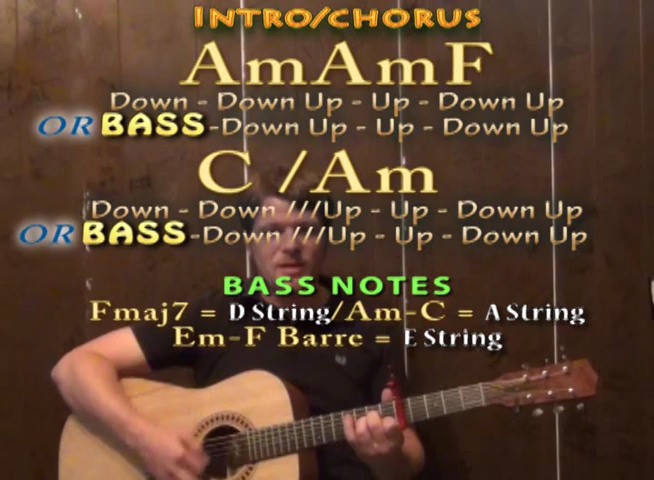 INTRO/CHORUS
AmAmF
Down - Down Up - Up - Down Up
OR BASS-Down Up - Up - Down Up
C /Am
Down - Down ///Up - Up - Down Up
OR BASS-Down ///Up - Up - Down Up
BASS NOTES
Fmaj7 = D String/Am-C = A String
Em-F Barre = E String